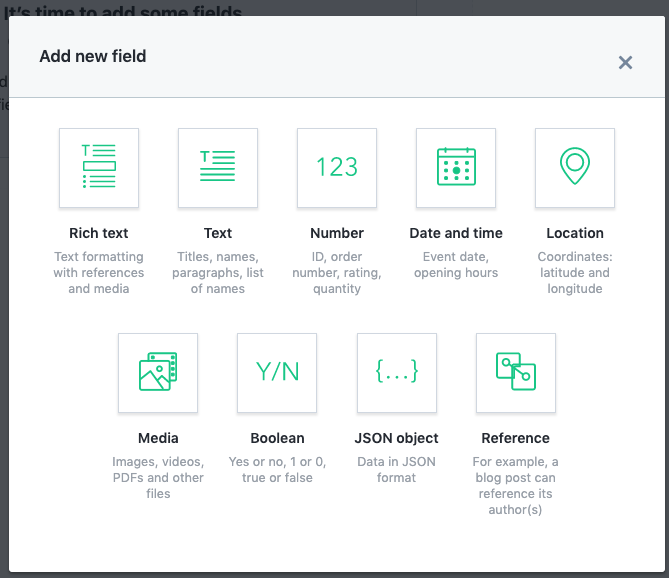 It's time to add some fields
Add new field
123
Rich text
Text formatting
with references
and media
Text
Titles, names,
paragraphs, list
of names
Number
ID, order
number, rating,
quantity
Date and time
Event date,
opening hours
Location
Coordinates:
latitude and
longitude
Y/N
{...}
Media
Images, videos,
PDFs and other
files
Boolean
Yes or no, 1 or 0,
true or false
JSON object
Data in JSON
format
Reference
For example, a
blog post can
reference its
author(s)